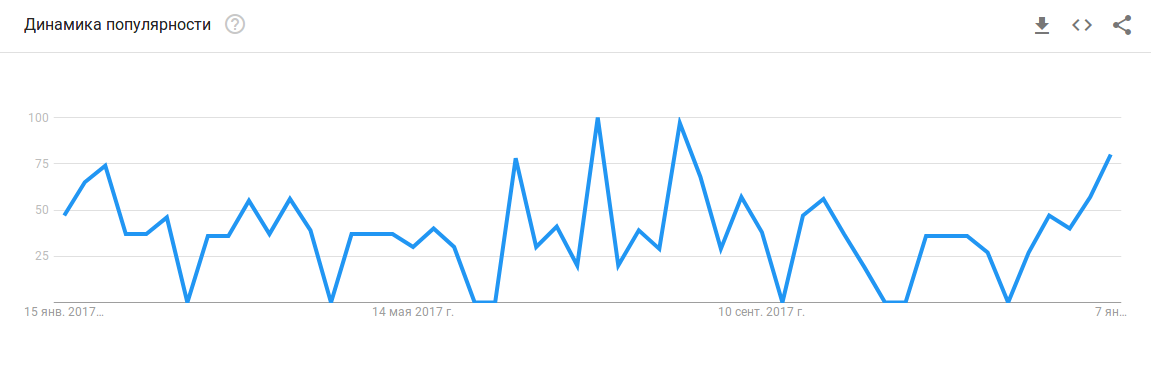 Динамика популярности
100
75
50
25
15 янв. 2017… 14 мая 2017 г. 10 сент. 2017 г. 7 ян…